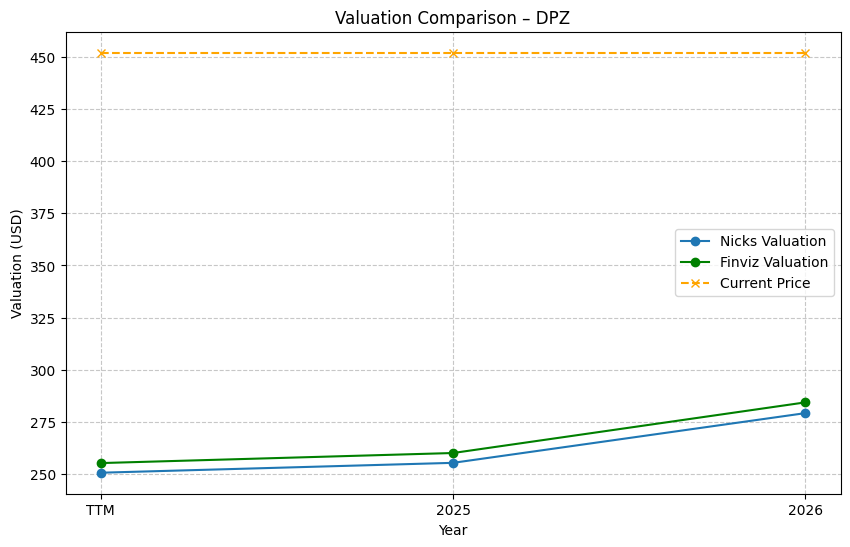 Valuation Comparison – DPZ
450
425
400
375
350
325
300
275
250
Valuation (USD)
Nicks Valuation
Finviz Valuation
Current Price
TTM
2025
2026
Year